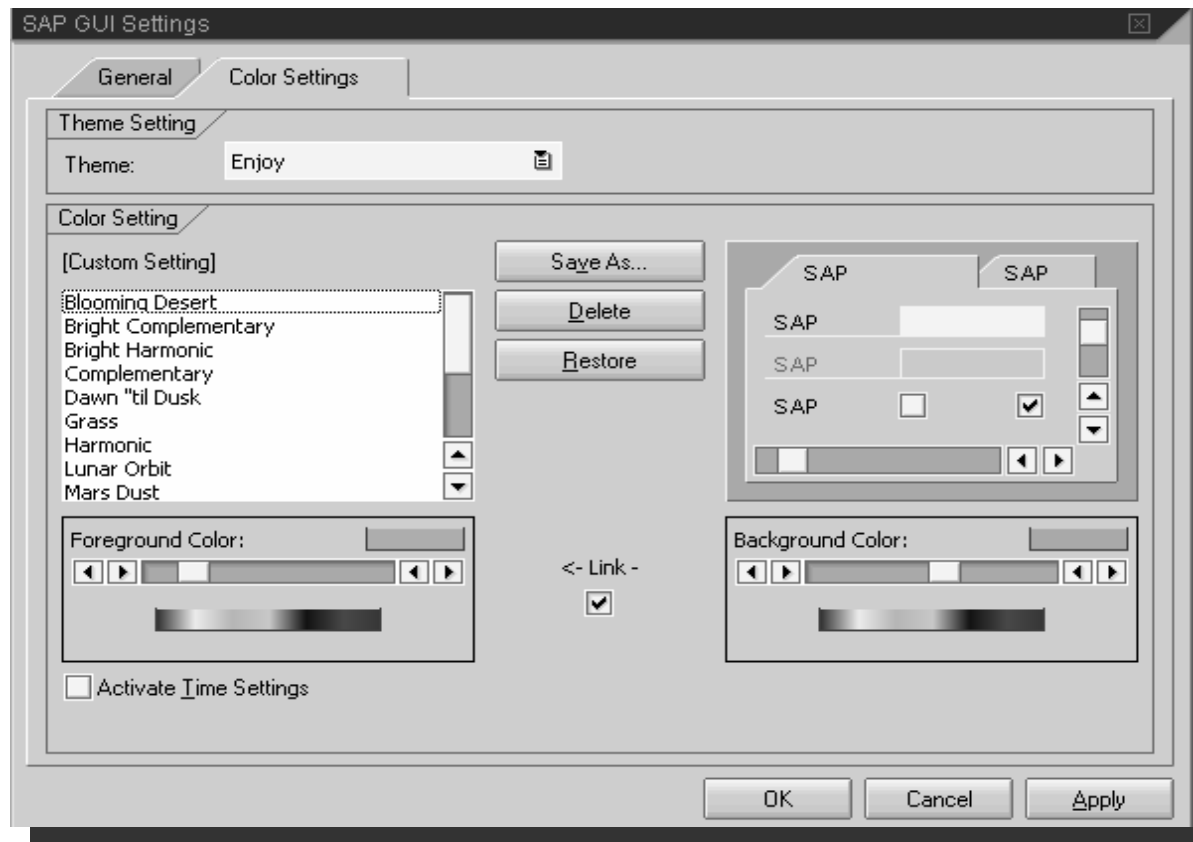 SAP GUI Settings
General
Color Settings
Theme Setting
Theme:
Enjoy
Color Setting
[Custom Setting]
Blooming Desert
Bright Complementary
Bright Harmonic
Complementary
Dawn "til Dusk
Grass
Harmonic
Lunar Orbit
Mars Dust
Save As...
Delete
Restore
SAP
SAP
SAP
SAP
SAP
Foreground Color:
<- Link -
Background Color:
Activate Time Settings
OK
Cancel
Apply